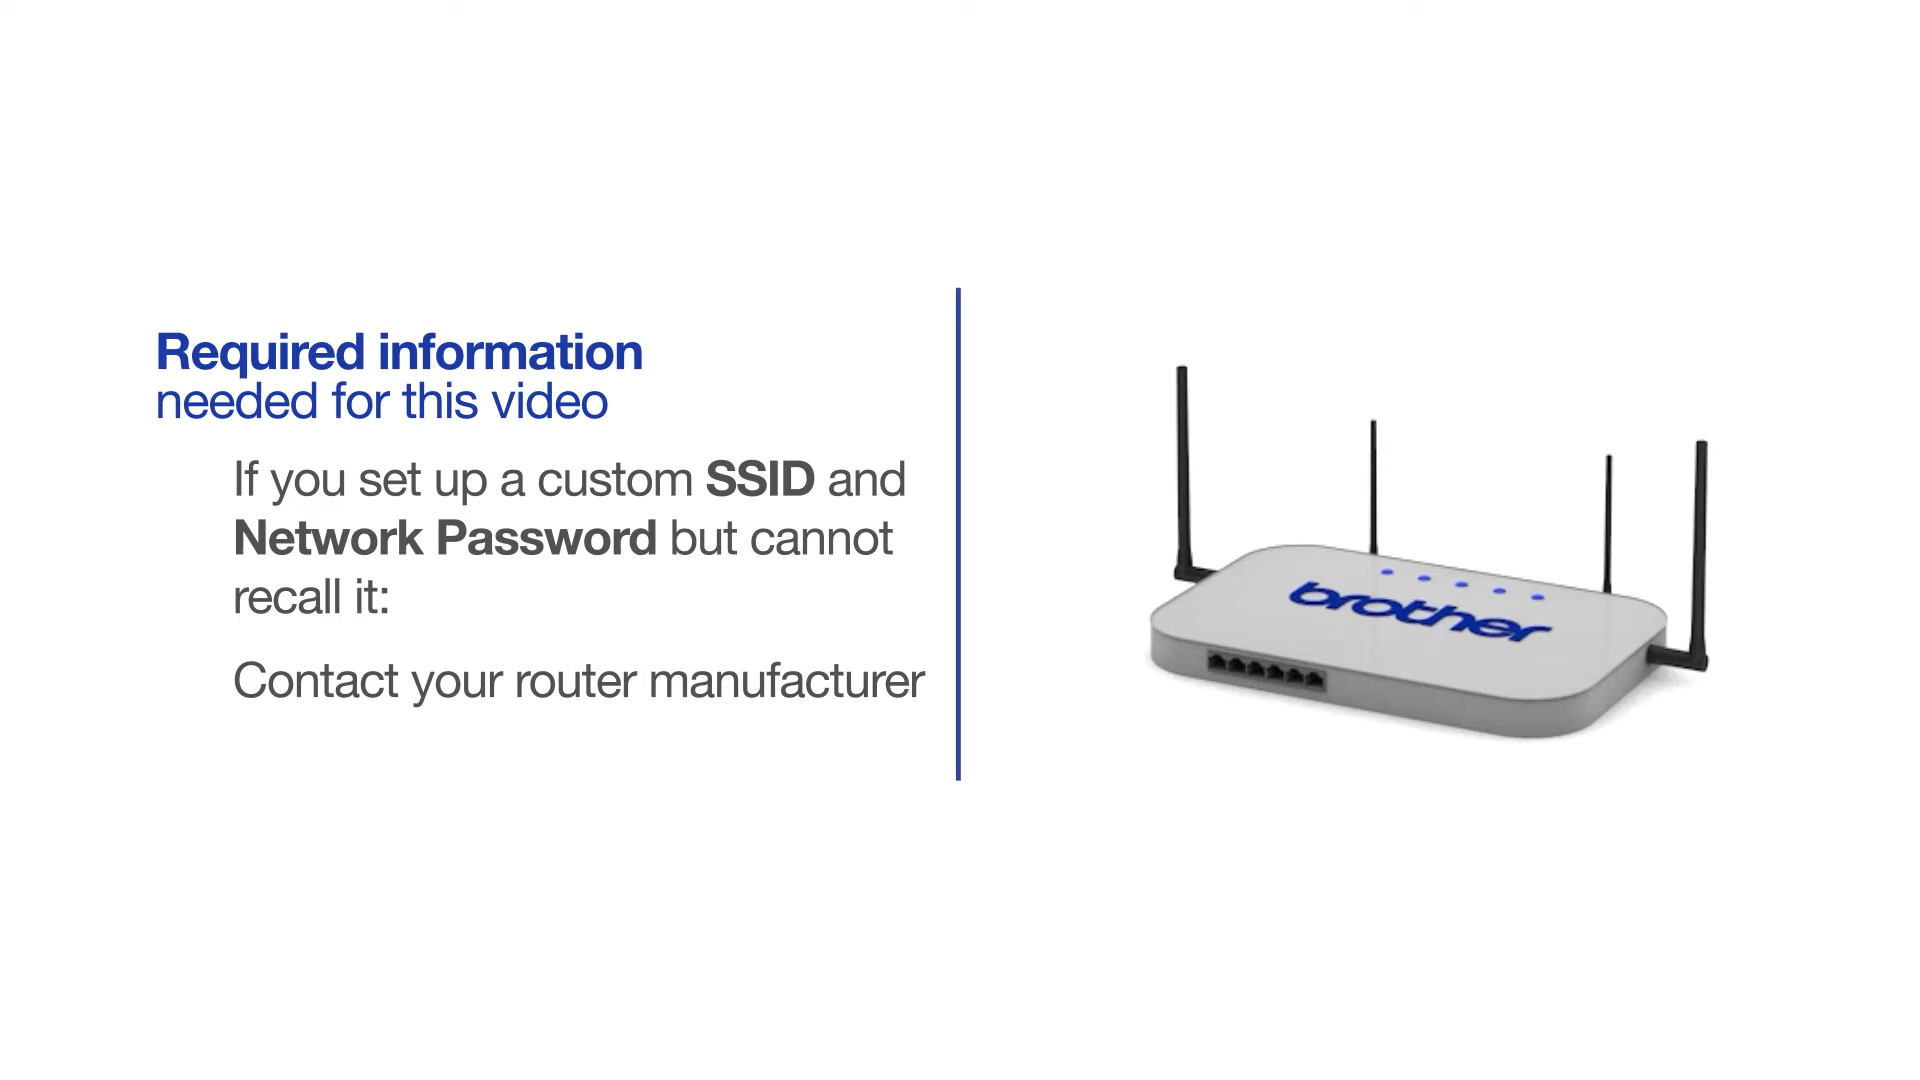 Required information
needed for this video
If you set up a custom SSID and
Network Password but cannot
recall it:
Contact your router manufacturer
brother